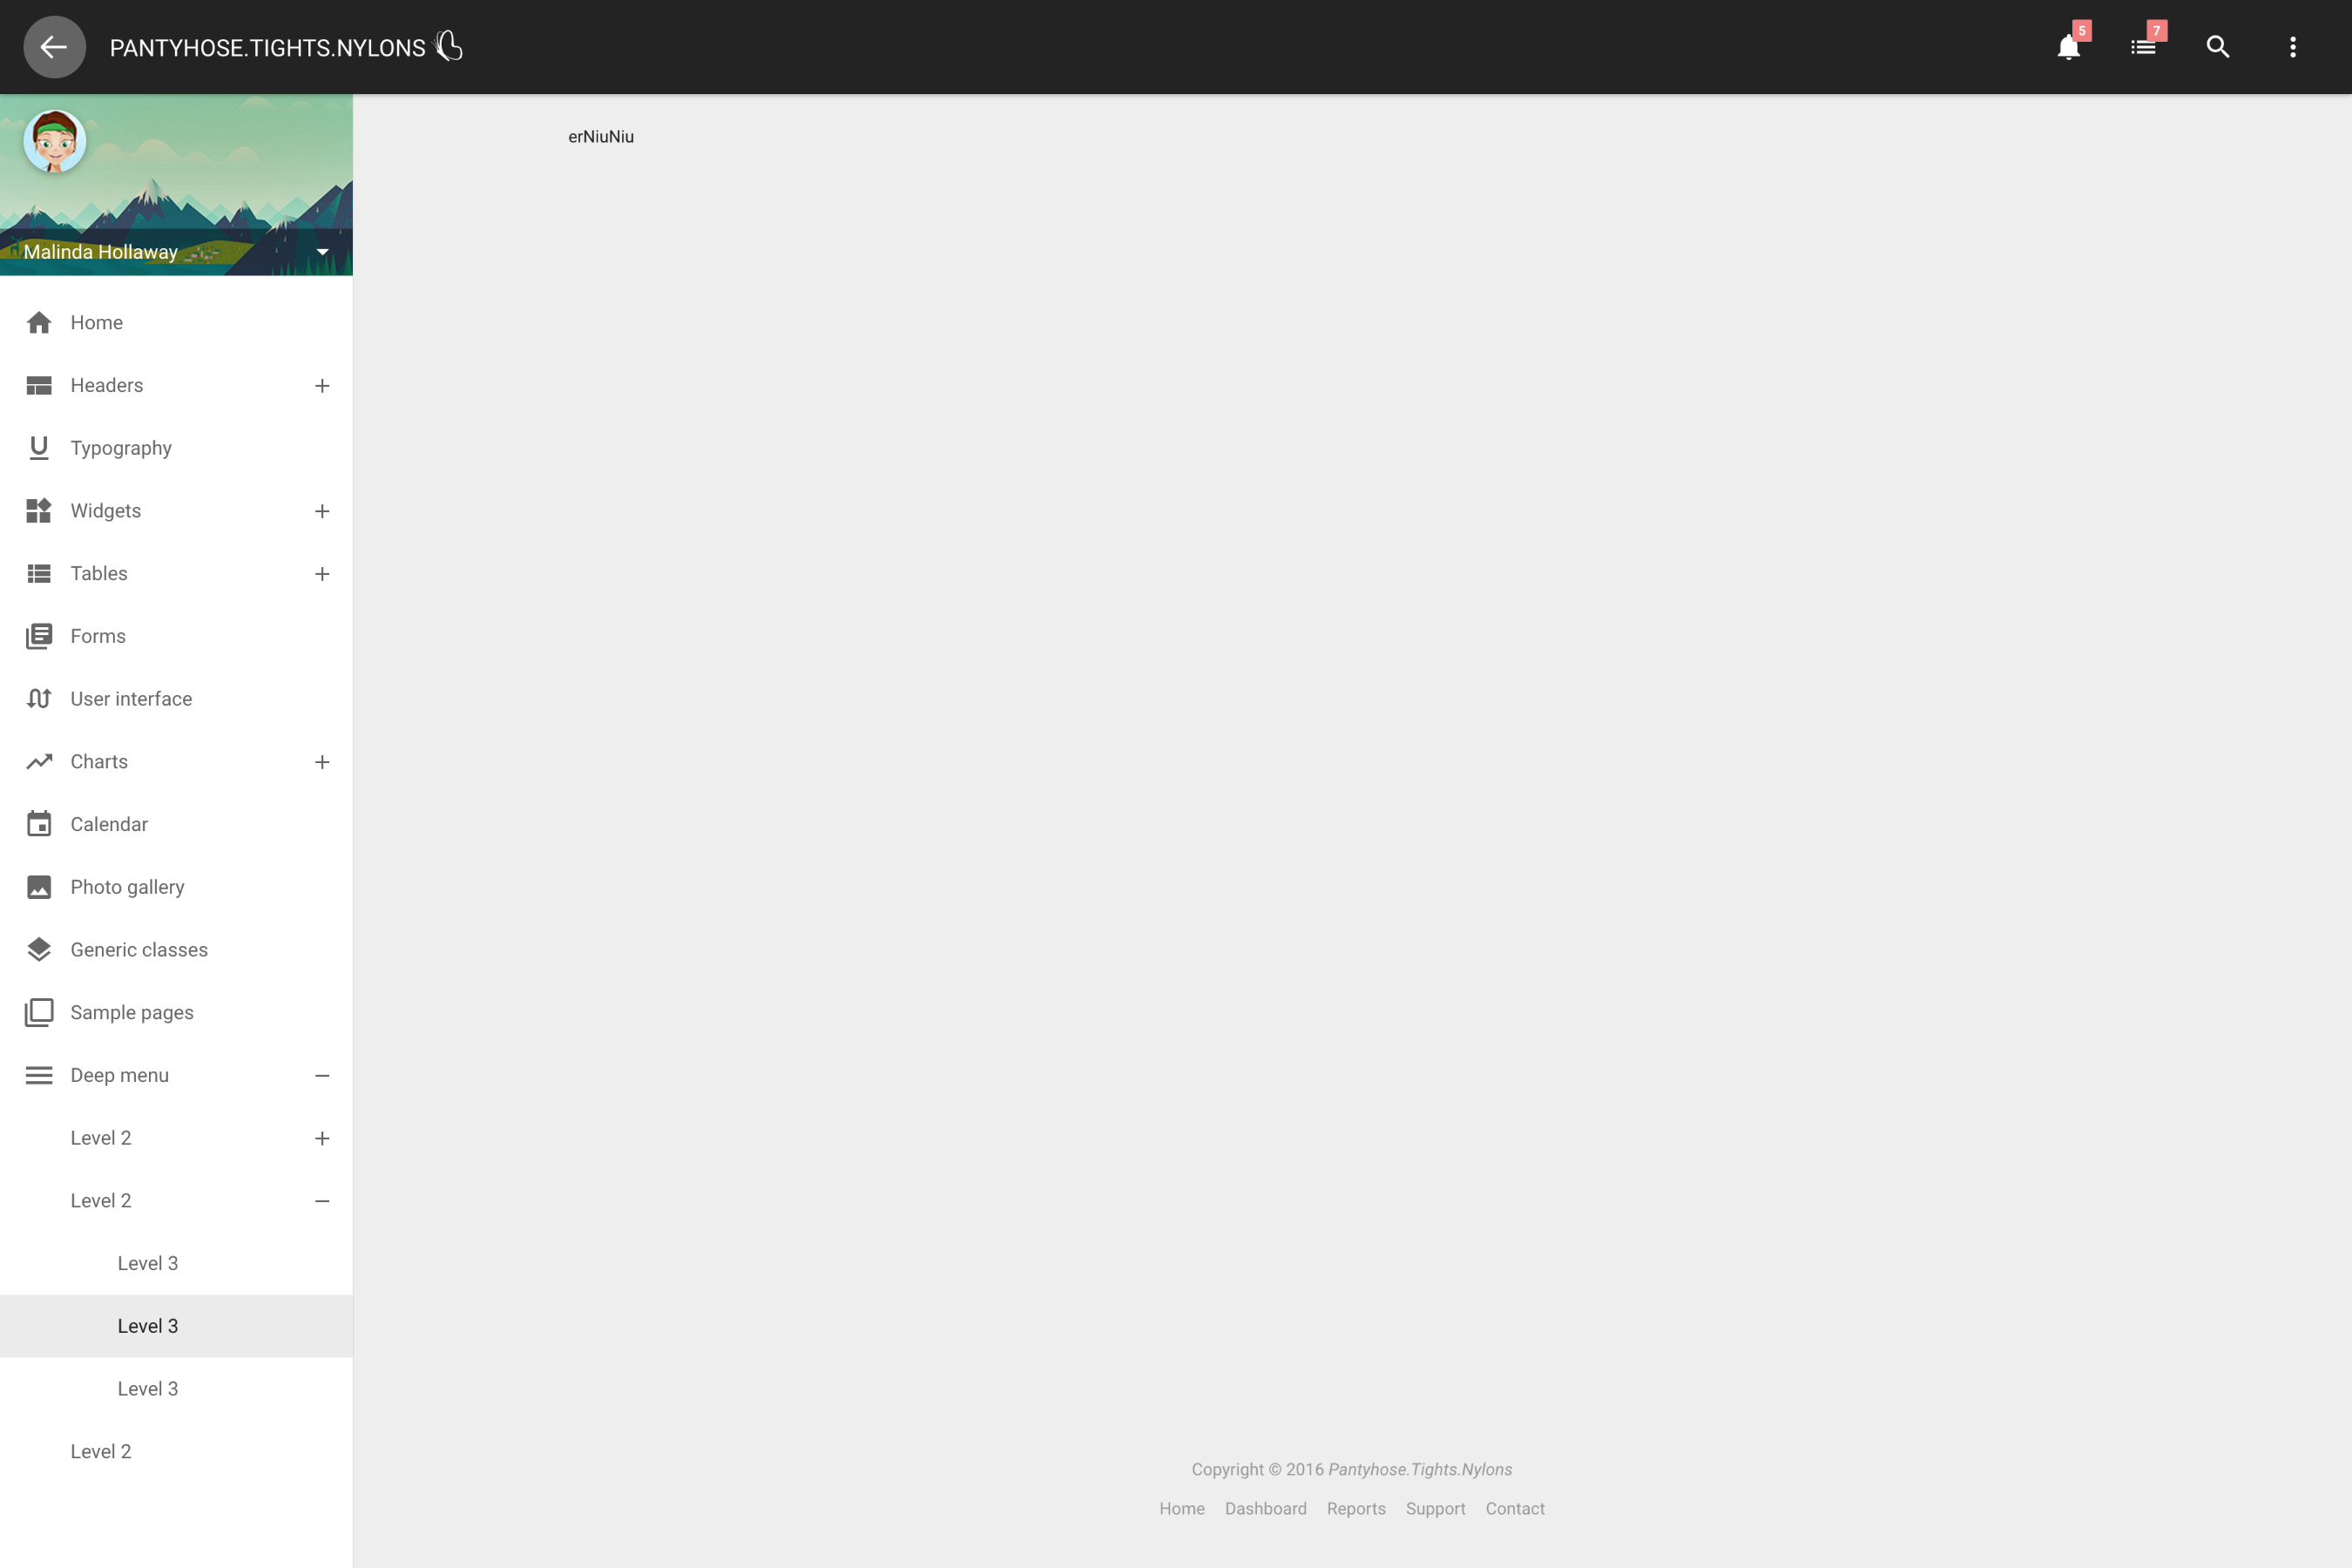 PANTYHOSE.TIGHTS.NYLONS
5
7
Malinda Hollaway
erNiuNiu
Home
Headers
Typography
Widgets
Tables
Forms
User interface
Charts
Calendar
Photo gallery
Generic classes
Sample pages
Deep menu
Level 2
Level 2
Level 3
Level 3
Level 3
Level 2
Copyright © 2016 Pantyhose.Tights.Nylons
Home Dashboard Reports Support Contact